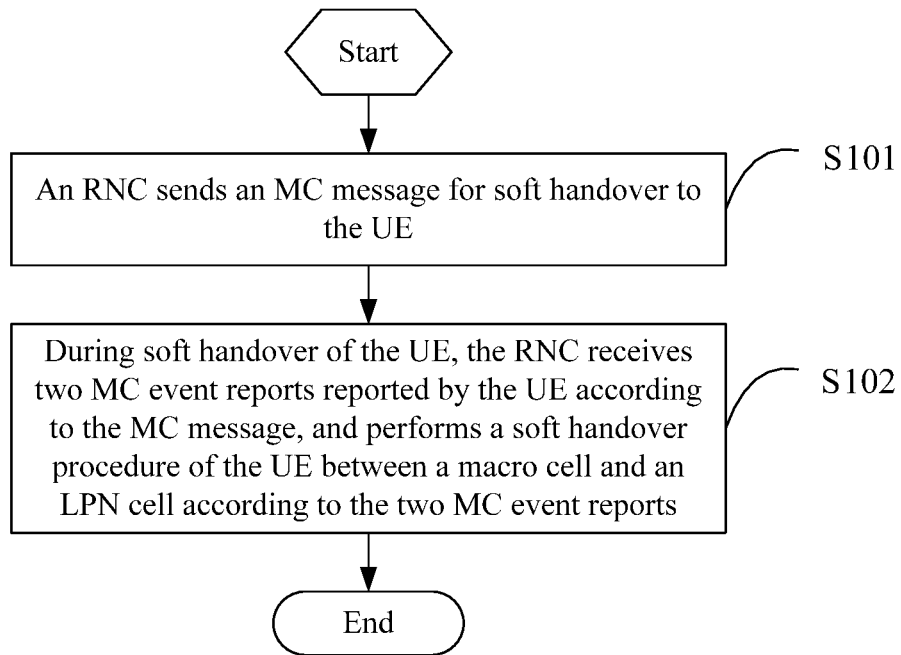 Start
An RNC sends an MC message for soft handover to
the UE
S101
During soft handover of the UE, the RNC receives
two MC event reports reported by the UE according
to the MC message, and performs a soft handover
procedure of the UE between a macro cell and an
LPN cell according to the two MC event reports
S102
End